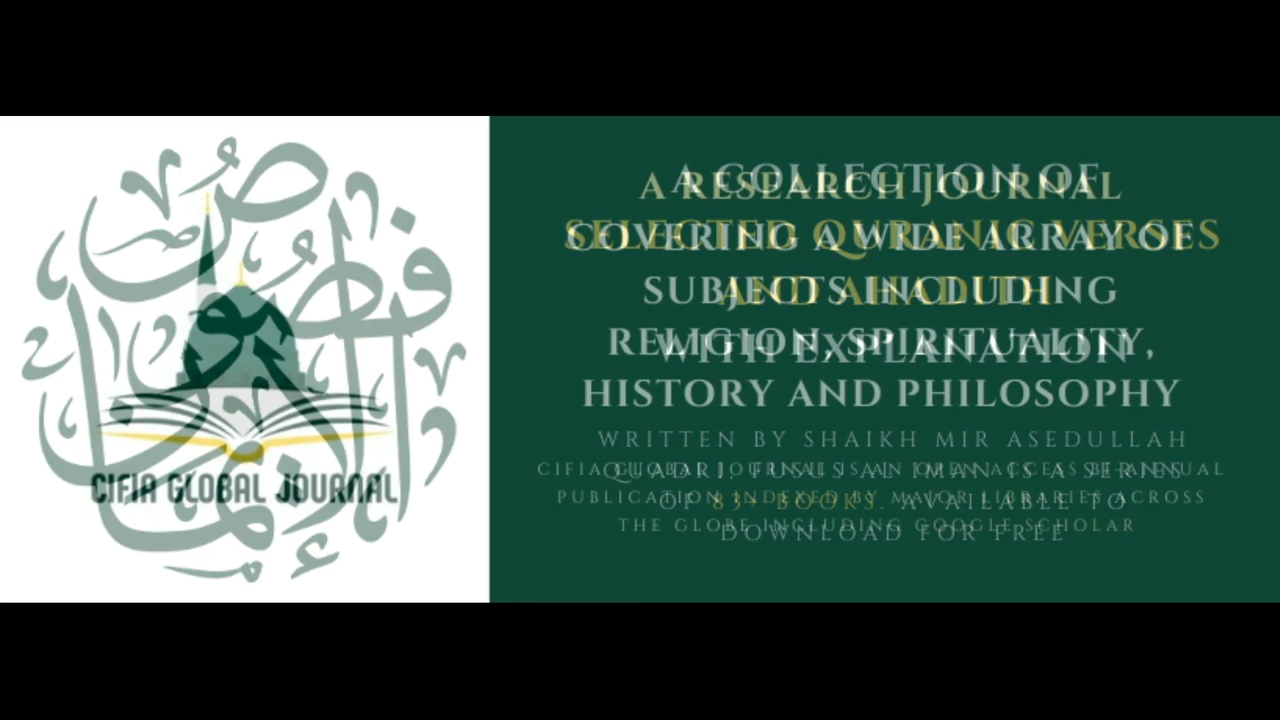 فصوص
الإيمان
CIFIA GLOBAL JOURNAL
A COLLECTION OF
SELECTED QURANIC VERSES
AND AHADITH
WITH EXPLANATION
WRITTEN BY SHAIKH MIR ASEDULLAH
QUADRI, FUSUS AL IMAN IS A SERIES
OF 83+ BOOKS. AVAILABLE TO
DOWNLOAD FOR FREE
A RESEARCH JOURNAL
COVERING A WIDE ARRAY OF
SUBJECTS INCLUDING
RELIGION, SPIRITUALITY,
HISTORY AND PHILOSOPHY
CIFIA GLOBAL JOURNAL IS AN OPEN ACCESS BI-ANNUAL
PUBLICATION INDEXED BY MAJOR LIBRARIES ACROSS
THE GLOBE INCLUDING GOOGLE SCHOLAR